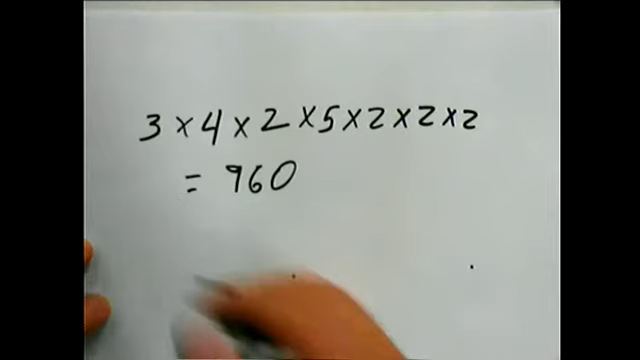 3 × 4 × 2 × 5 × 2 × 2 × 2
= 960